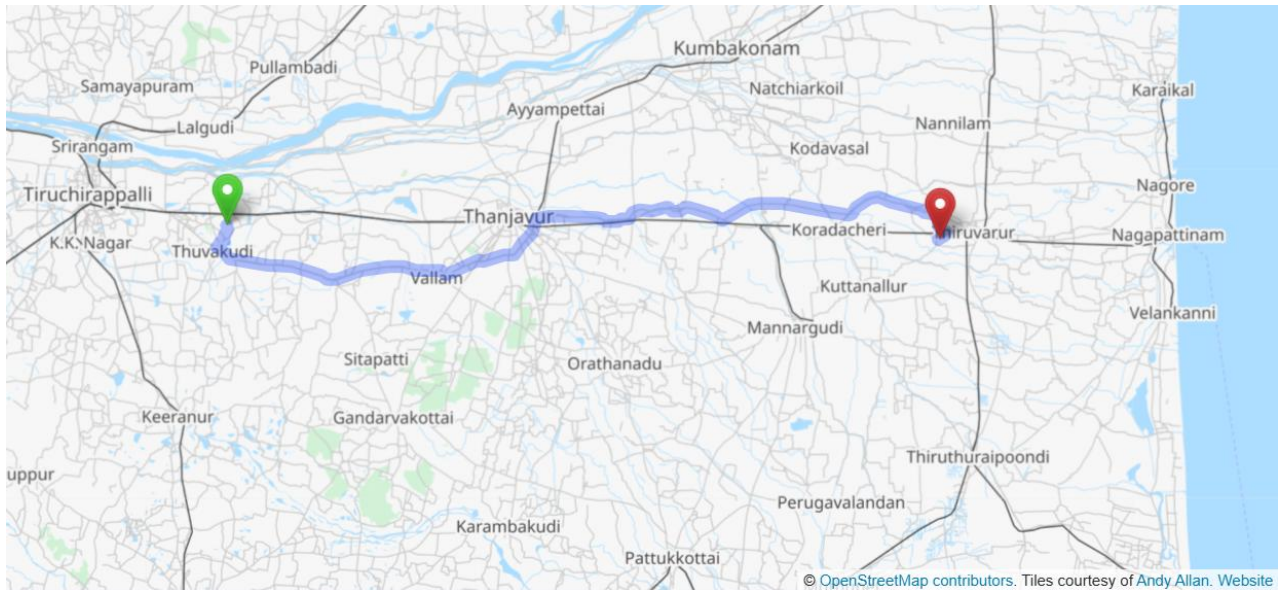 Kumbakonam
Pullambadi
Samayapuram
Natchiarkoil
Karaikal
Ayyampettai
Lalgudi
Nannilam
Srirangam
Kodavasal
Tiruchirappalli
Nagore
Thanjavur
K.K. Nagar
Thuvakudi
Koradacheri
Thiruvarur
Nagapattinam
Vallam
Kuttanallur
Velankanni
Mannargudi
Sitapatti
Orathanadu
Keeranur
Gandarvakottai
Thiruthuraipoondi
uppur
Perugavalandan
Karambakudi
Pattukkottai
© OpenStreetMap contributors. Tiles courtesy of Andy Allan. Website